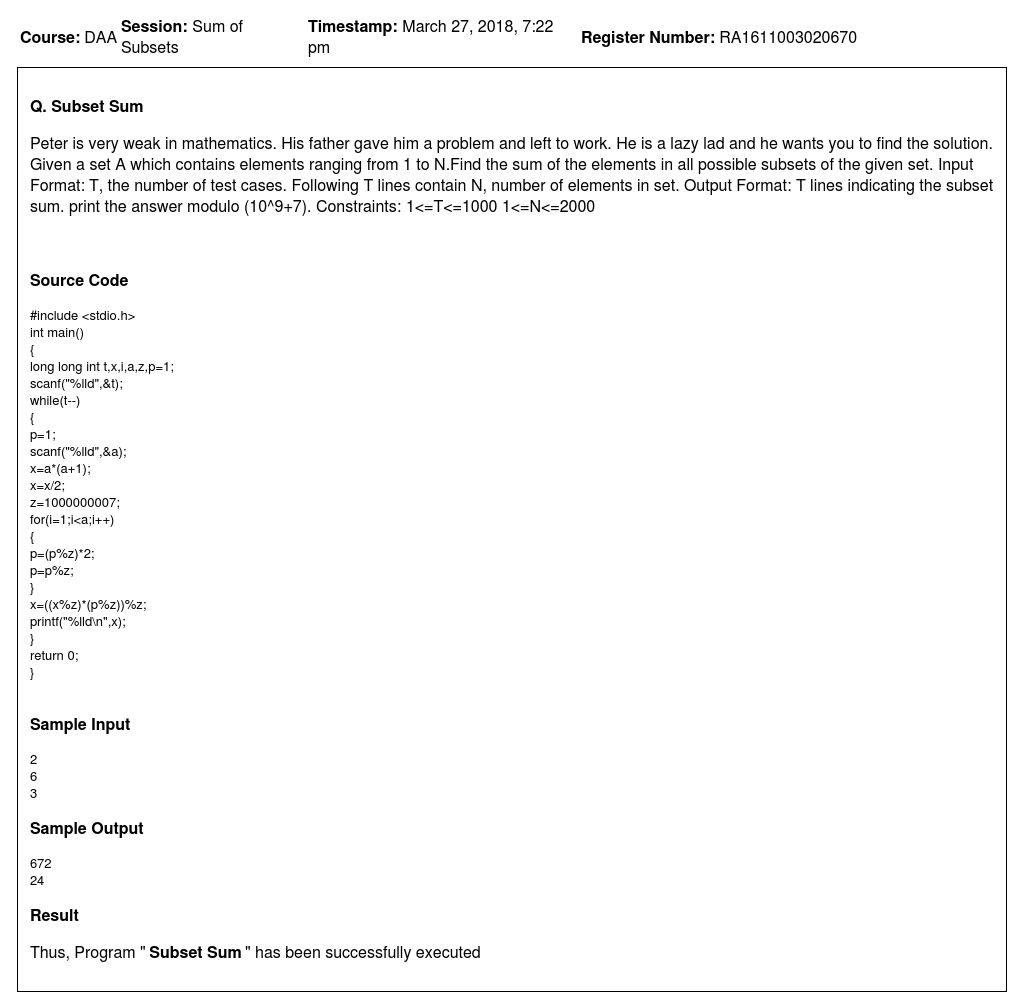 Course: DAA Session: Sum of Subsets Timestamp: March 27, 2018, 7:22 pm Register Number: RA1611003020670
Q. Subset Sum
Peter is very weak in mathematics. His father gave him a problem and left to work. He is a lazy lad and he wants you to find the solution.
Given a set A which contains elements ranging from 1 to N.Find the sum of the elements in all possible subsets of the given set. Input
Format: T, the number of test cases. Following T lines contain N, number of elements in set. Output Format: T lines indicating the subset
sum. print the answer modulo (10^9+7). Constraints: 1<=T<=1000 1<=N<=2000
Source Code
#include <stdio.h>
int main()
{
long long int t,x,i,a,z,p=1;
scanf("%lld",&t);
while(t--)
{
p=1;
scanf("%lld",&a);
x=a*(a+1);
x=x/2;
z=1000000007;
for(i=1;i<a;i++)
{
p=(p%z)*2;
p=p%z;
}
x=((x%z)*(p%z))%z;
printf("%lld\n",x);
}
return 0;
}
Sample Input
2
6
3
Sample Output
672
24
Result
Thus, Program " Subset Sum " has been successfully executed